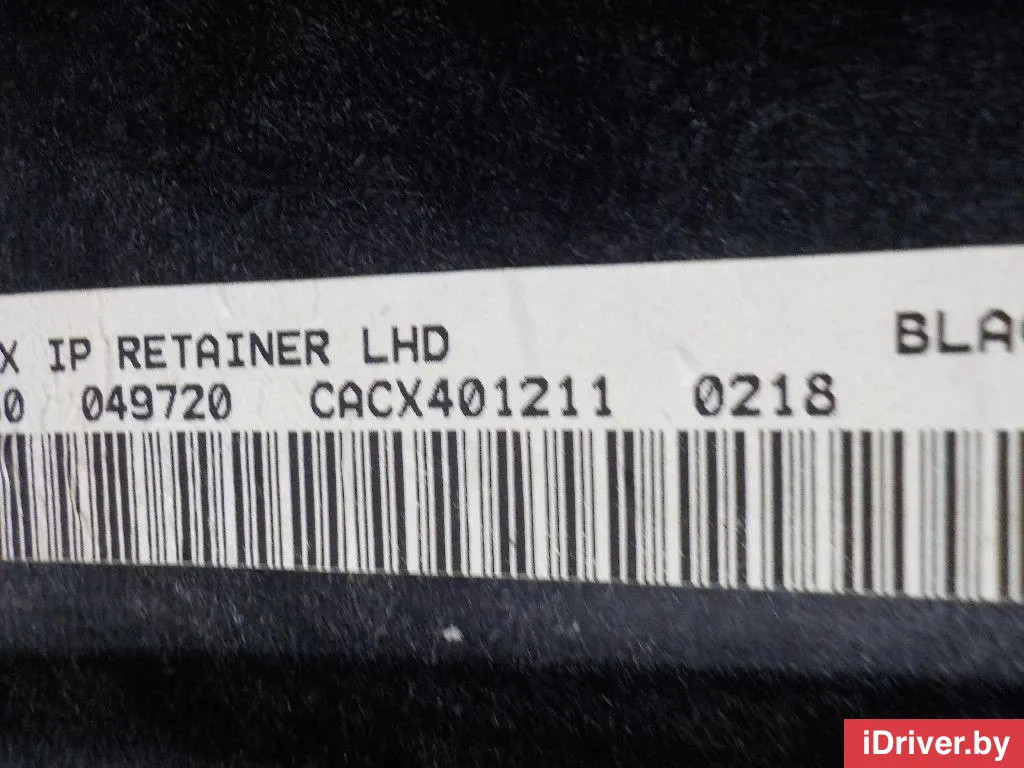 X IP RETAINER LHD BLA
0 049720 CACX401211 0218
iDriver.by